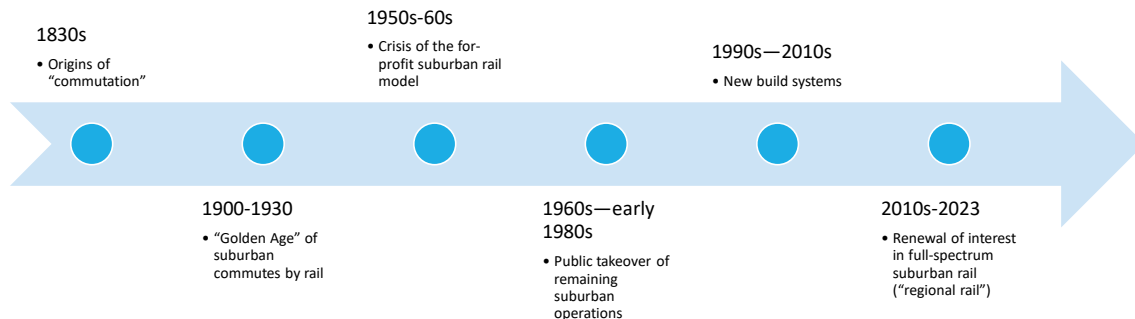 1830s
• Origins of
“commutation”
1900-1930
• “Golden Age” of
suburban
commutes by rail
1950s-60s
• Crisis of the for-
profit suburban rail
model
1960s—early
1980s
• Public takeover of
remaining
suburban
operations
1990s—2010s
• New build systems
2010s-2023
• Renewal of interest
in full-spectrum
suburban rail
(“regional rail”)